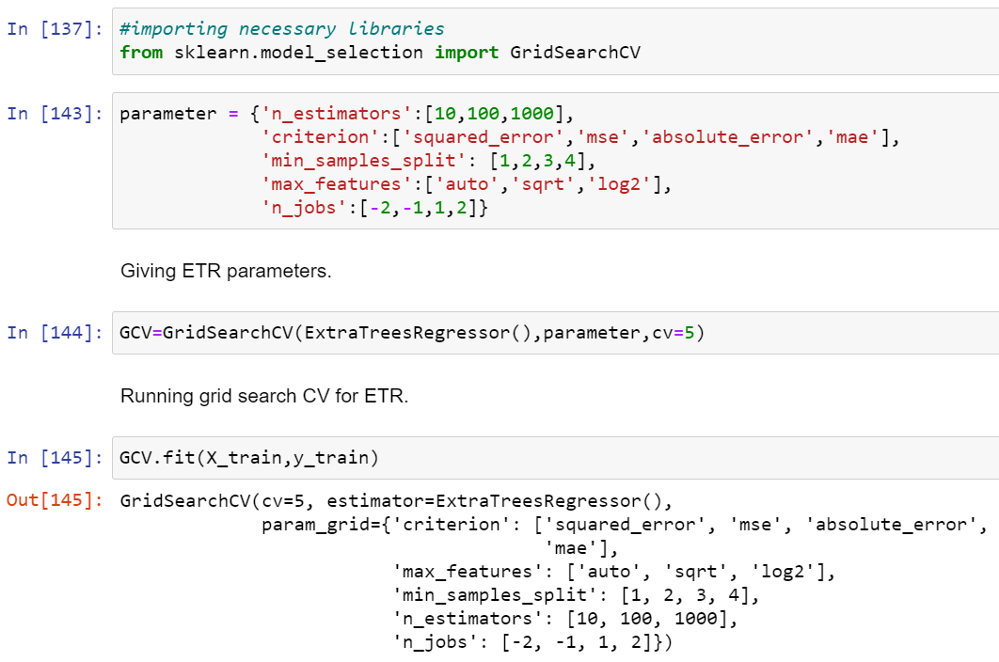 In [137]: #importing necessary libraries
from sklearn.model_selection import GridSearchCV
In [143]: parameter = {'n_estimators':[10,100,1000],
'criterion':['squared_error','mse','absolute_error','mae'],
'min_samples_split': [1,2,3,4],
'max_features':['auto','sqrt','log2'],
'n_jobs':[-2,-1,1,2]}
Giving ETR parameters.
In [144]: GCV=GridSearchCV(ExtraTreesRegressor(),parameter,cv=5)
Running grid search CV for ETR.
In [145]: GCV.fit(X_train,y_train)
Out[145]: GridSearchCV(cv=5, estimator=ExtraTreesRegressor(),
param_grid={'criterion': ['squared_error', 'mse', 'absolute_error',
'mae'],
'max_features': ['auto', 'sqrt', 'log2'],
'min_samples_split': [1, 2, 3, 4],
'n_estimators': [10, 100, 1000],
'n_jobs': [-2, -1, 1, 2]})